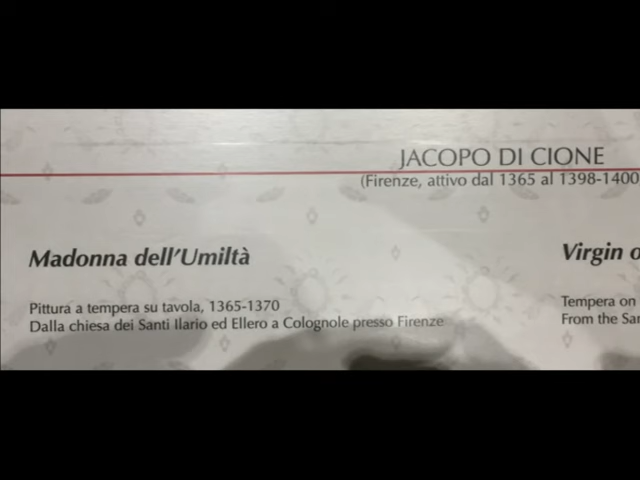 JACOPO DI CIONE
(Firenze, attivo dal 1365 al 1398-1400
Madonna dell'Umiltà
Pittura a tempera su tavola, 1365-1370
Dalla chiesa dei Santi Ilario ed Ellero a Colognole presso Firenze
Virgin o
Tempera on
From the Sa